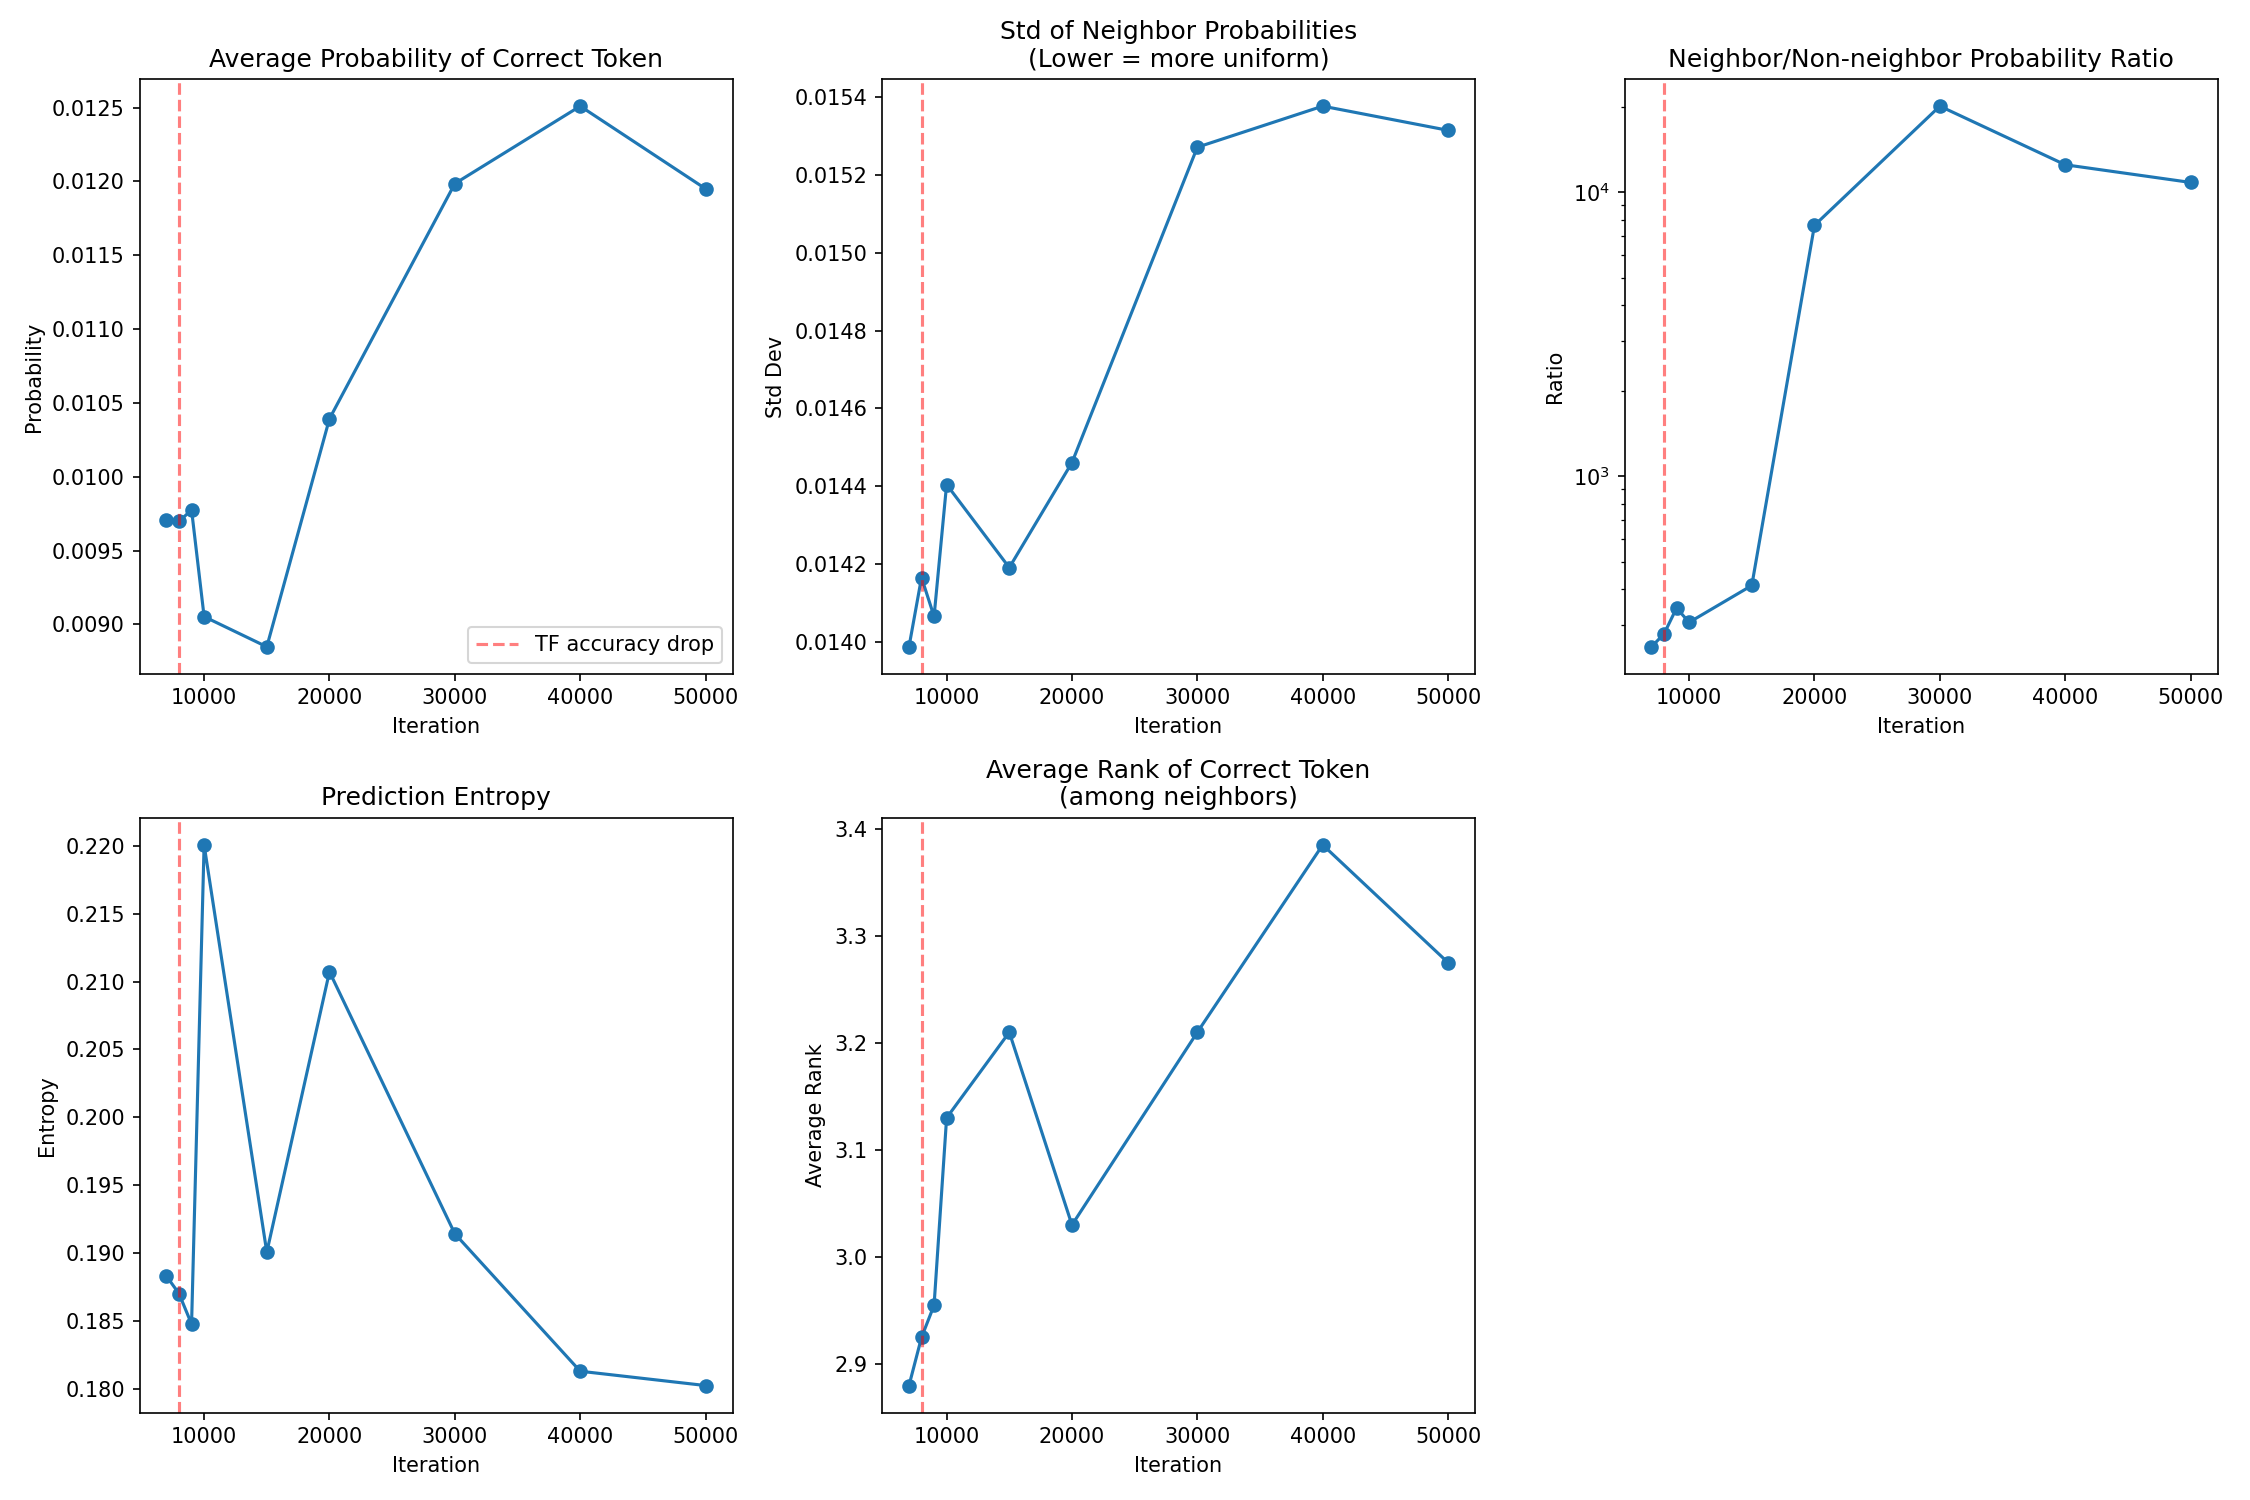 Average Probability of Correct Token
Probability
0.0125
0.0120
0.0115
0.0110
0.0105
0.0100
0.0095
0.0090
TF accuracy drop
10000 20000 30000 40000 50000
Iteration
Std of Neighbor Probabilities
(Lower = more uniform)
Std Dev
0.0154
0.0152
0.0150
0.0148
0.0146
0.0144
0.0142
0.0140
10000 20000 30000 40000 50000
Iteration
Neighbor/Non-neighbor Probability Ratio
Ratio
10⁴
10³
10000 20000 30000 40000 50000
Iteration
Prediction Entropy
Entropy
0.220
0.215
0.210
0.205
0.200
0.195
0.190
0.185
0.180
10000 20000 30000 40000 50000
Iteration
Average Rank of Correct Token
(among neighbors)
Average Rank
3.4
3.3
3.2
3.1
3.0
2.9
10000 20000 30000 40000 50000
Iteration